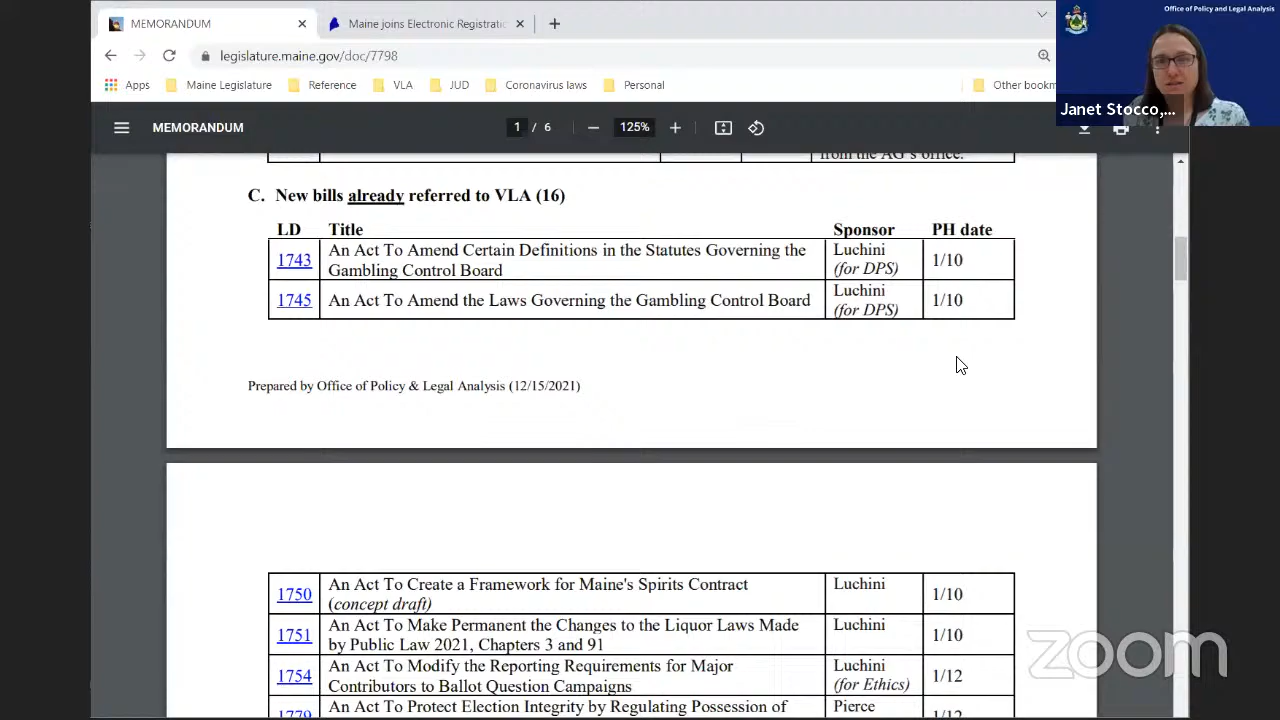 MEMORANDUM
Maine joins Electronic Registratio
Office of Policy and Legal Analysis
legislature.maine.gov/doc/7798
Apps
Maine Legislature
Reference
VLA
JUD
Coronavirus laws
Personal
Other bookm
Janet Stocco,...
MEMORANDUM
1 / 6
125%
from the AG's office.
C. New bills already referred to VLA (16)
LD Title Sponsor PH date
1743 An Act To Amend Certain Definitions in the Statutes Governing the Gambling Control Board Luchini (for DPS) 1/10
1745 An Act To Amend the Laws Governing the Gambling Control Board Luchini (for DPS) 1/10
Prepared by Office of Policy & Legal Analysis (12/15/2021)
1750 An Act To Create a Framework for Maine's Spirits Contract (concept draft) Luchini 1/10
1751 An Act To Make Permanent the Changes to the Liquor Laws Made by Public Law 2021, Chapters 3 and 91 Luchini 1/10
1754 An Act To Modify the Reporting Requirements for Major Contributors to Ballot Question Campaigns Luchini (for Ethics) 1/12
1779 An Act To Protect Election Integrity by Regulating Possession of Pierce 1/12
zoom